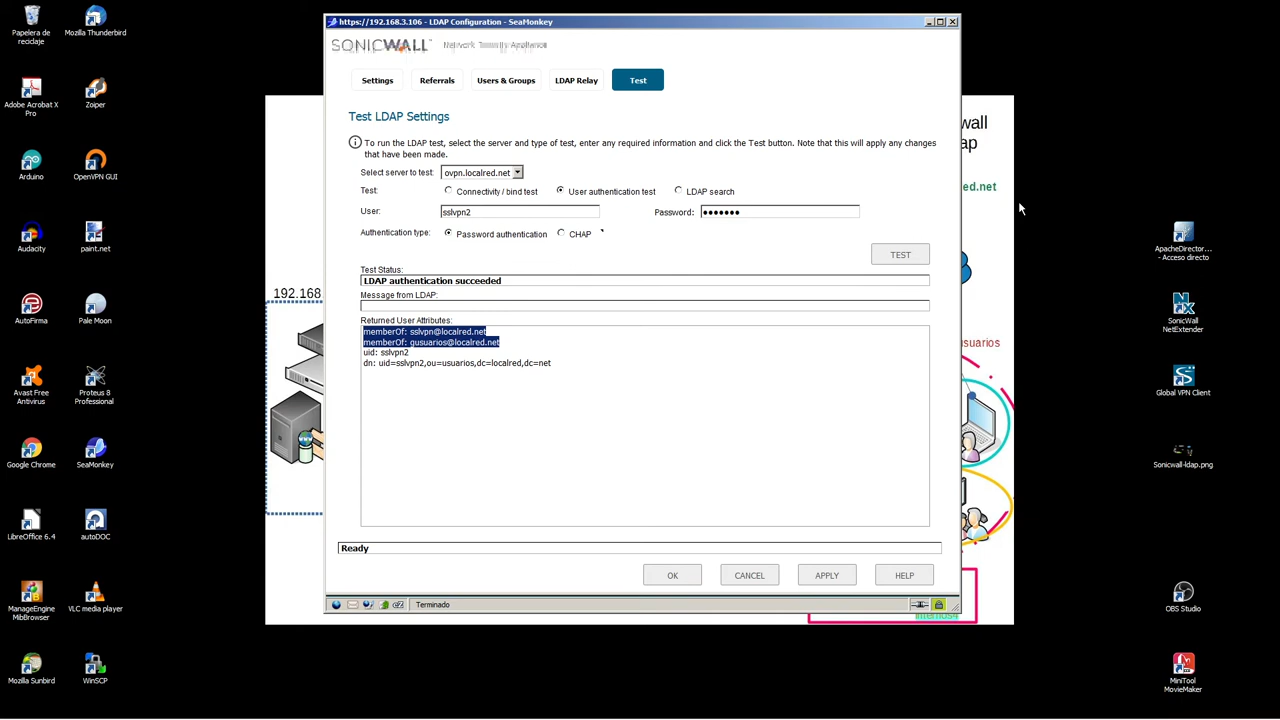 https://192.168.3.106 - LDAP Configuration - SeaMonkey
SONICWALL Network Security Appliance
Settings
Referrals
Users & Groups
LDAP Relay
Test
Test LDAP Settings
To run the LDAP test, select the server and type of test, enter any required information and click the Test button. Note that this will apply any changes
that have been made.
Select server to test:
ovpn.localred.net
Test:
Connectivity / bind test
User authentication test
LDAP search
User:
sslvpn2
Password:
•••••••
Authentication type:
Password authentication
CHAP
TEST
Test Status:
LDAP authentication succeeded
Message from LDAP:
Returned User Attributes:
memberOf: sslvpn@localred.net
memberOf: gusuarios@localred.net
uid: sslvpn2
dn: uid=sslvpn2,ou=usuarios,dc=localred,dc=net
Ready
OK
CANCEL
APPLY
HELP
Terminado
192.168
wall
ap
ed.net
suarios
Papelera de
reciclaje
Mozilla Thunderbird
Adobe Acrobat X
Pro
Zoiper
Arduino
OpenVPN GUI
Audacity
paint.net
AutoFirma
Pale Moon
Avast Free
Antivirus
Proteus 8
Professional
Google Chrome
SeaMonkey
LibreOffice 6.4
autoDOC
ManageEngine
MibBrowser
VLC media player
Mozilla Sunbird
WinSCP
ApacheDirector...
- Acceso directo
SonicWall
NetExtender
Global VPN Client
Sonicwall-ldap.png
OBS Studio
MiniTool
MovieMaker